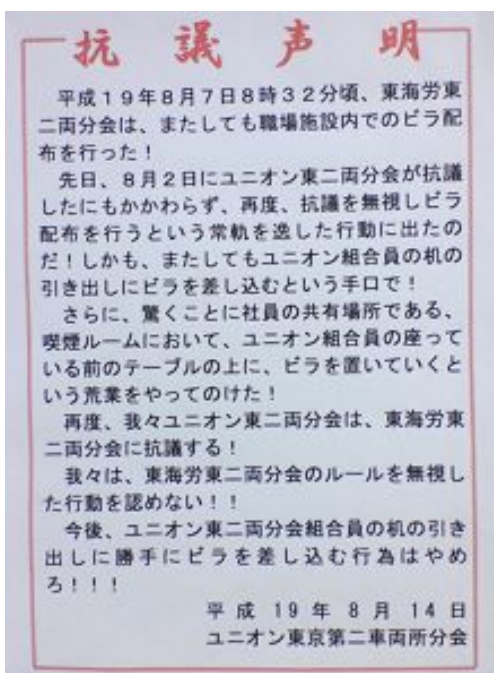 抗議声明
平成１９年８月７日８時３２分頃、東海労東
二両分会は、またしても職場施設内でのビラ配
布を行った！
先日、８月２日にユニオン東二両分会が抗議
したにもかかわらず、再度、抗議を無視しビラ
配布を行うという常軌を逸した行動に出たの
だ！しかも、またしてもユニオン組合員の机の
引き出しにビラを差し込むという手口で！
さらに、驚くことに社員の共有場所である、
喫煙ルームにおいて、ユニオン組合員の座って
いる前のテーブルの上に、ビラを置いていくと
いう荒業をやってのけた！
再度、我々ユニオン東二両分会は、東海労東
二両分会に抗議する！
我々は、東海労東二両分会のルールを無視し
た行動を認めない！！
今後、ユニオン東二両分会組合員の机の引き
出しに勝手にビラを差し込む行為はやめ
ろ！！！
平成 19 年 8 月 14 日
ユニオン東京第二車両所分会